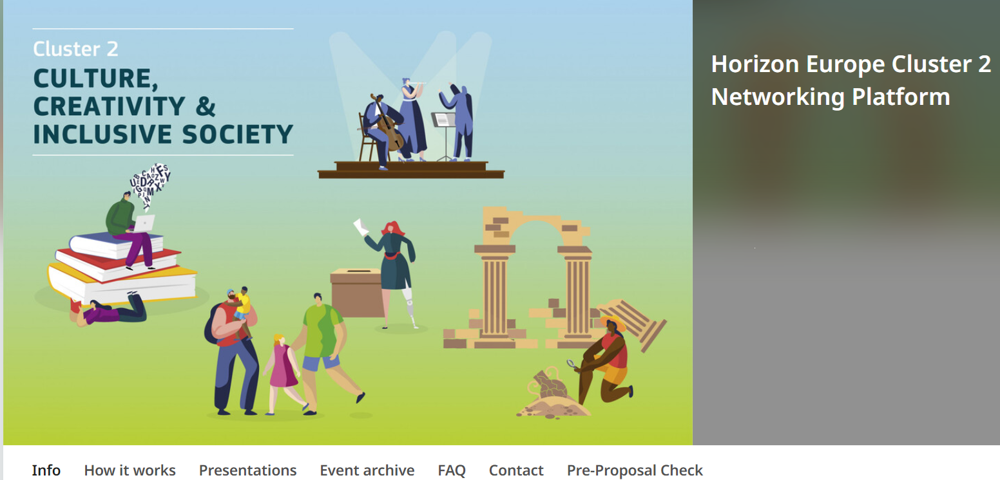 Cluster 2
CULTURE,
CREATIVITY &
INCLUSIVE SOCIETY
Horizon Europe Cluster 2
Networking Platform
Info
How it works
Presentations
Event archive
FAQ
Contact
Pre-Proposal Check